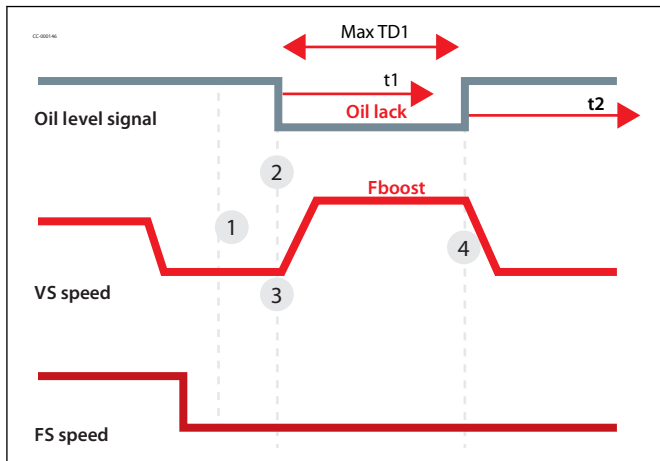 CC-000146
Max TD1
t1
Oil lack
t2
Oil level signal
2
Fboost
1
4
3
VS speed
FS speed